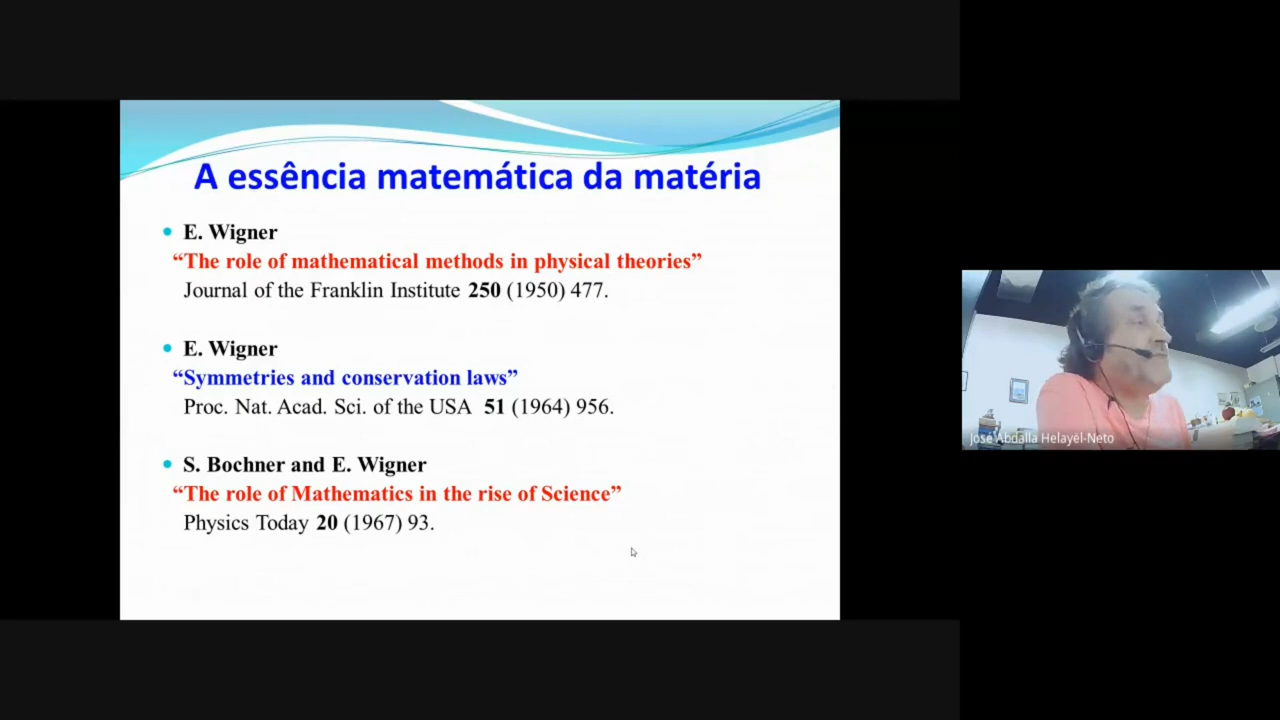 A essência matemática da matéria
E. Wigner
“The role of mathematical methods in physical theories”
Journal of the Franklin Institute 250 (1950) 477.
E. Wigner
“Symmetries and conservation laws”
Proc. Nat. Acad. Sci. of the USA 51 (1964) 956.
S. Bochner and E. Wigner
“The role of Mathematics in the rise of Science”
Physics Today 20 (1967) 93.
José Abdalla Helayël-Neto